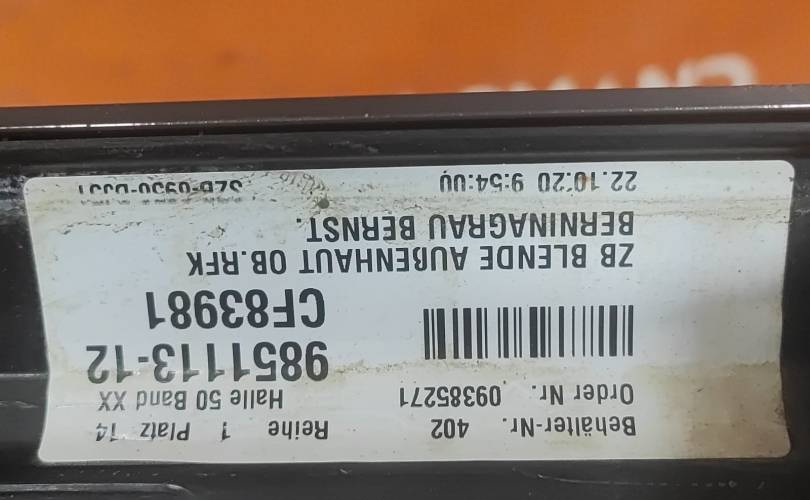 Behälter-Nr. 402 Reihe 1 Platz 14
Order Nr. 09385271 Halle 50 Band XX
9851113-12
CF83981
ZB BLENDE AUßENHAUT OB.RFK
BERNINAGRAU BERNST.
22.10.20 9:54:00